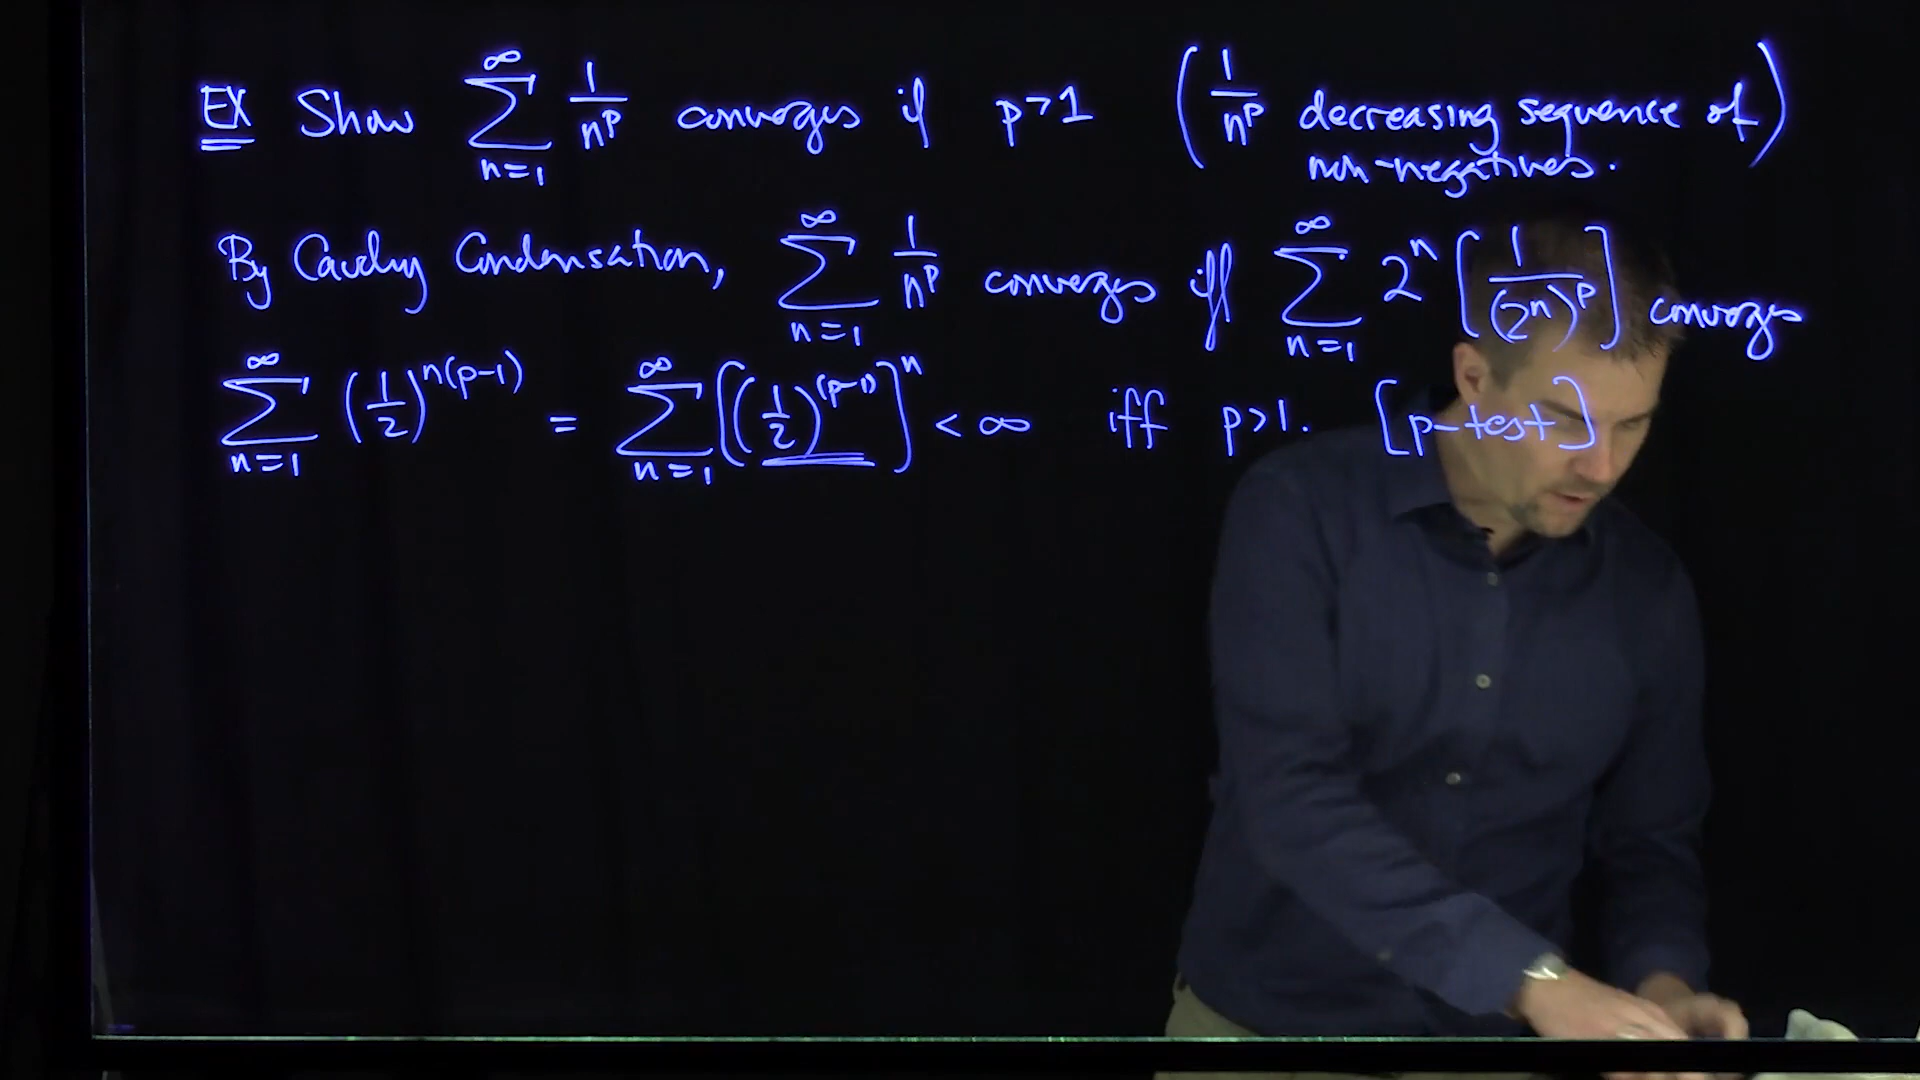 EX Show ∑_{n=1}^{∞} 1/n^p converges if p>1 (1/n^p decreasing sequence of non-negatives.)
By Cauchy Condensation, ∑_{n=1}^{∞} 1/n^p converges iff ∑_{n=1}^{∞} 2^n [1/(2^n)^p] converges
∑_{n=1}^{∞} (1/2)^{n(p-1)} = ∑_{n=1}^{∞} [(1/2)^{(p-1)}]^n < ∞ iff p>1. [p-test]